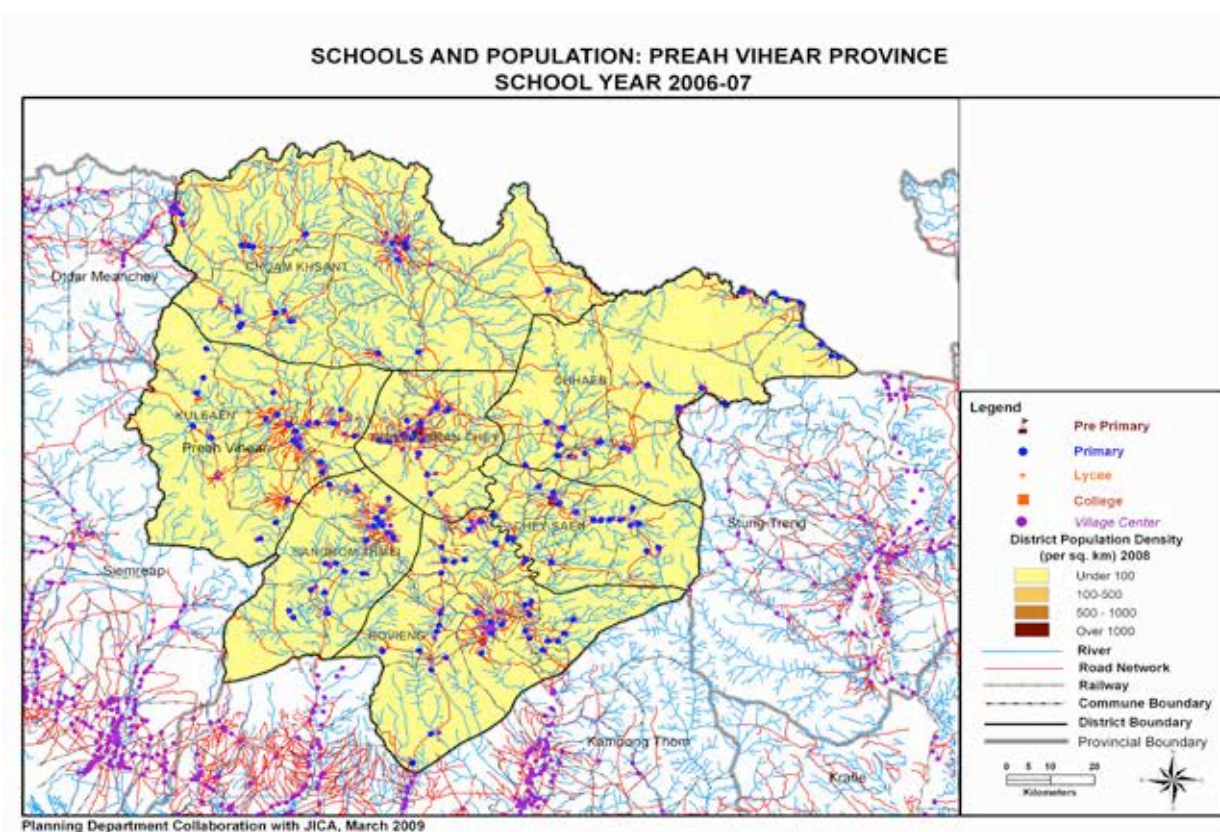 SCHOOLS AND POPULATION: PREAH VIHEAR PROVINCE
SCHOOL YEAR 2006-07
Otdar Meanchey
CHOAM KHSANT
CHHAEB
KULEAEN
Preah Vihear
CHEY
CHEY SAEN
Stung Treng
SANGKOM THMEI
Siemreap
ROVIENG
Kampong Thom
Kratie
Legend
Pre Primary
Primary
Lycee
College
Village Center
District Population Density
(per sq. km) 2008
Under 100
100-500
500 - 1000
Over 1000
River
Road Network
Railway
Commune Boundary
District Boundary
Provincial Boundary
0 5 10 20
Kilometers
Planning Department Collaboration with JICA, March 2009